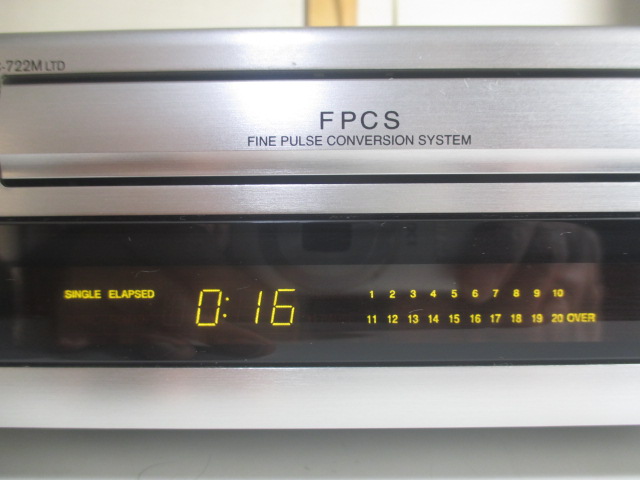 -722M LTD
FPCS
FINE PULSE CONVERSION SYSTEM
SINGLE ELAPSED 0:16
1 2 3 4 5 6 7 8 9 10
11 12 13 14 15 16 17 18 19 20 OVER